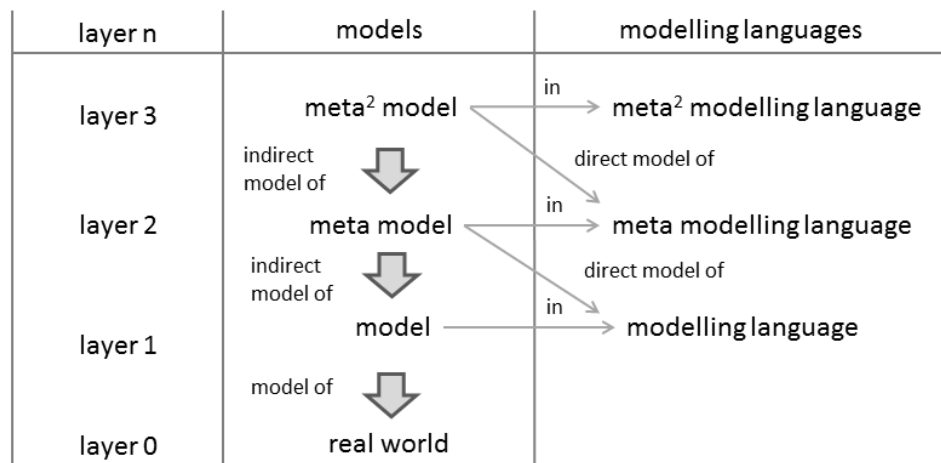 layer n models modelling languages
layer 3 meta² model in meta² modelling language
indirect
model of
direct model of
layer 2 meta model in meta modelling language
indirect
model of
direct model of
in
model modelling language
layer 1
model of
layer 0 real world